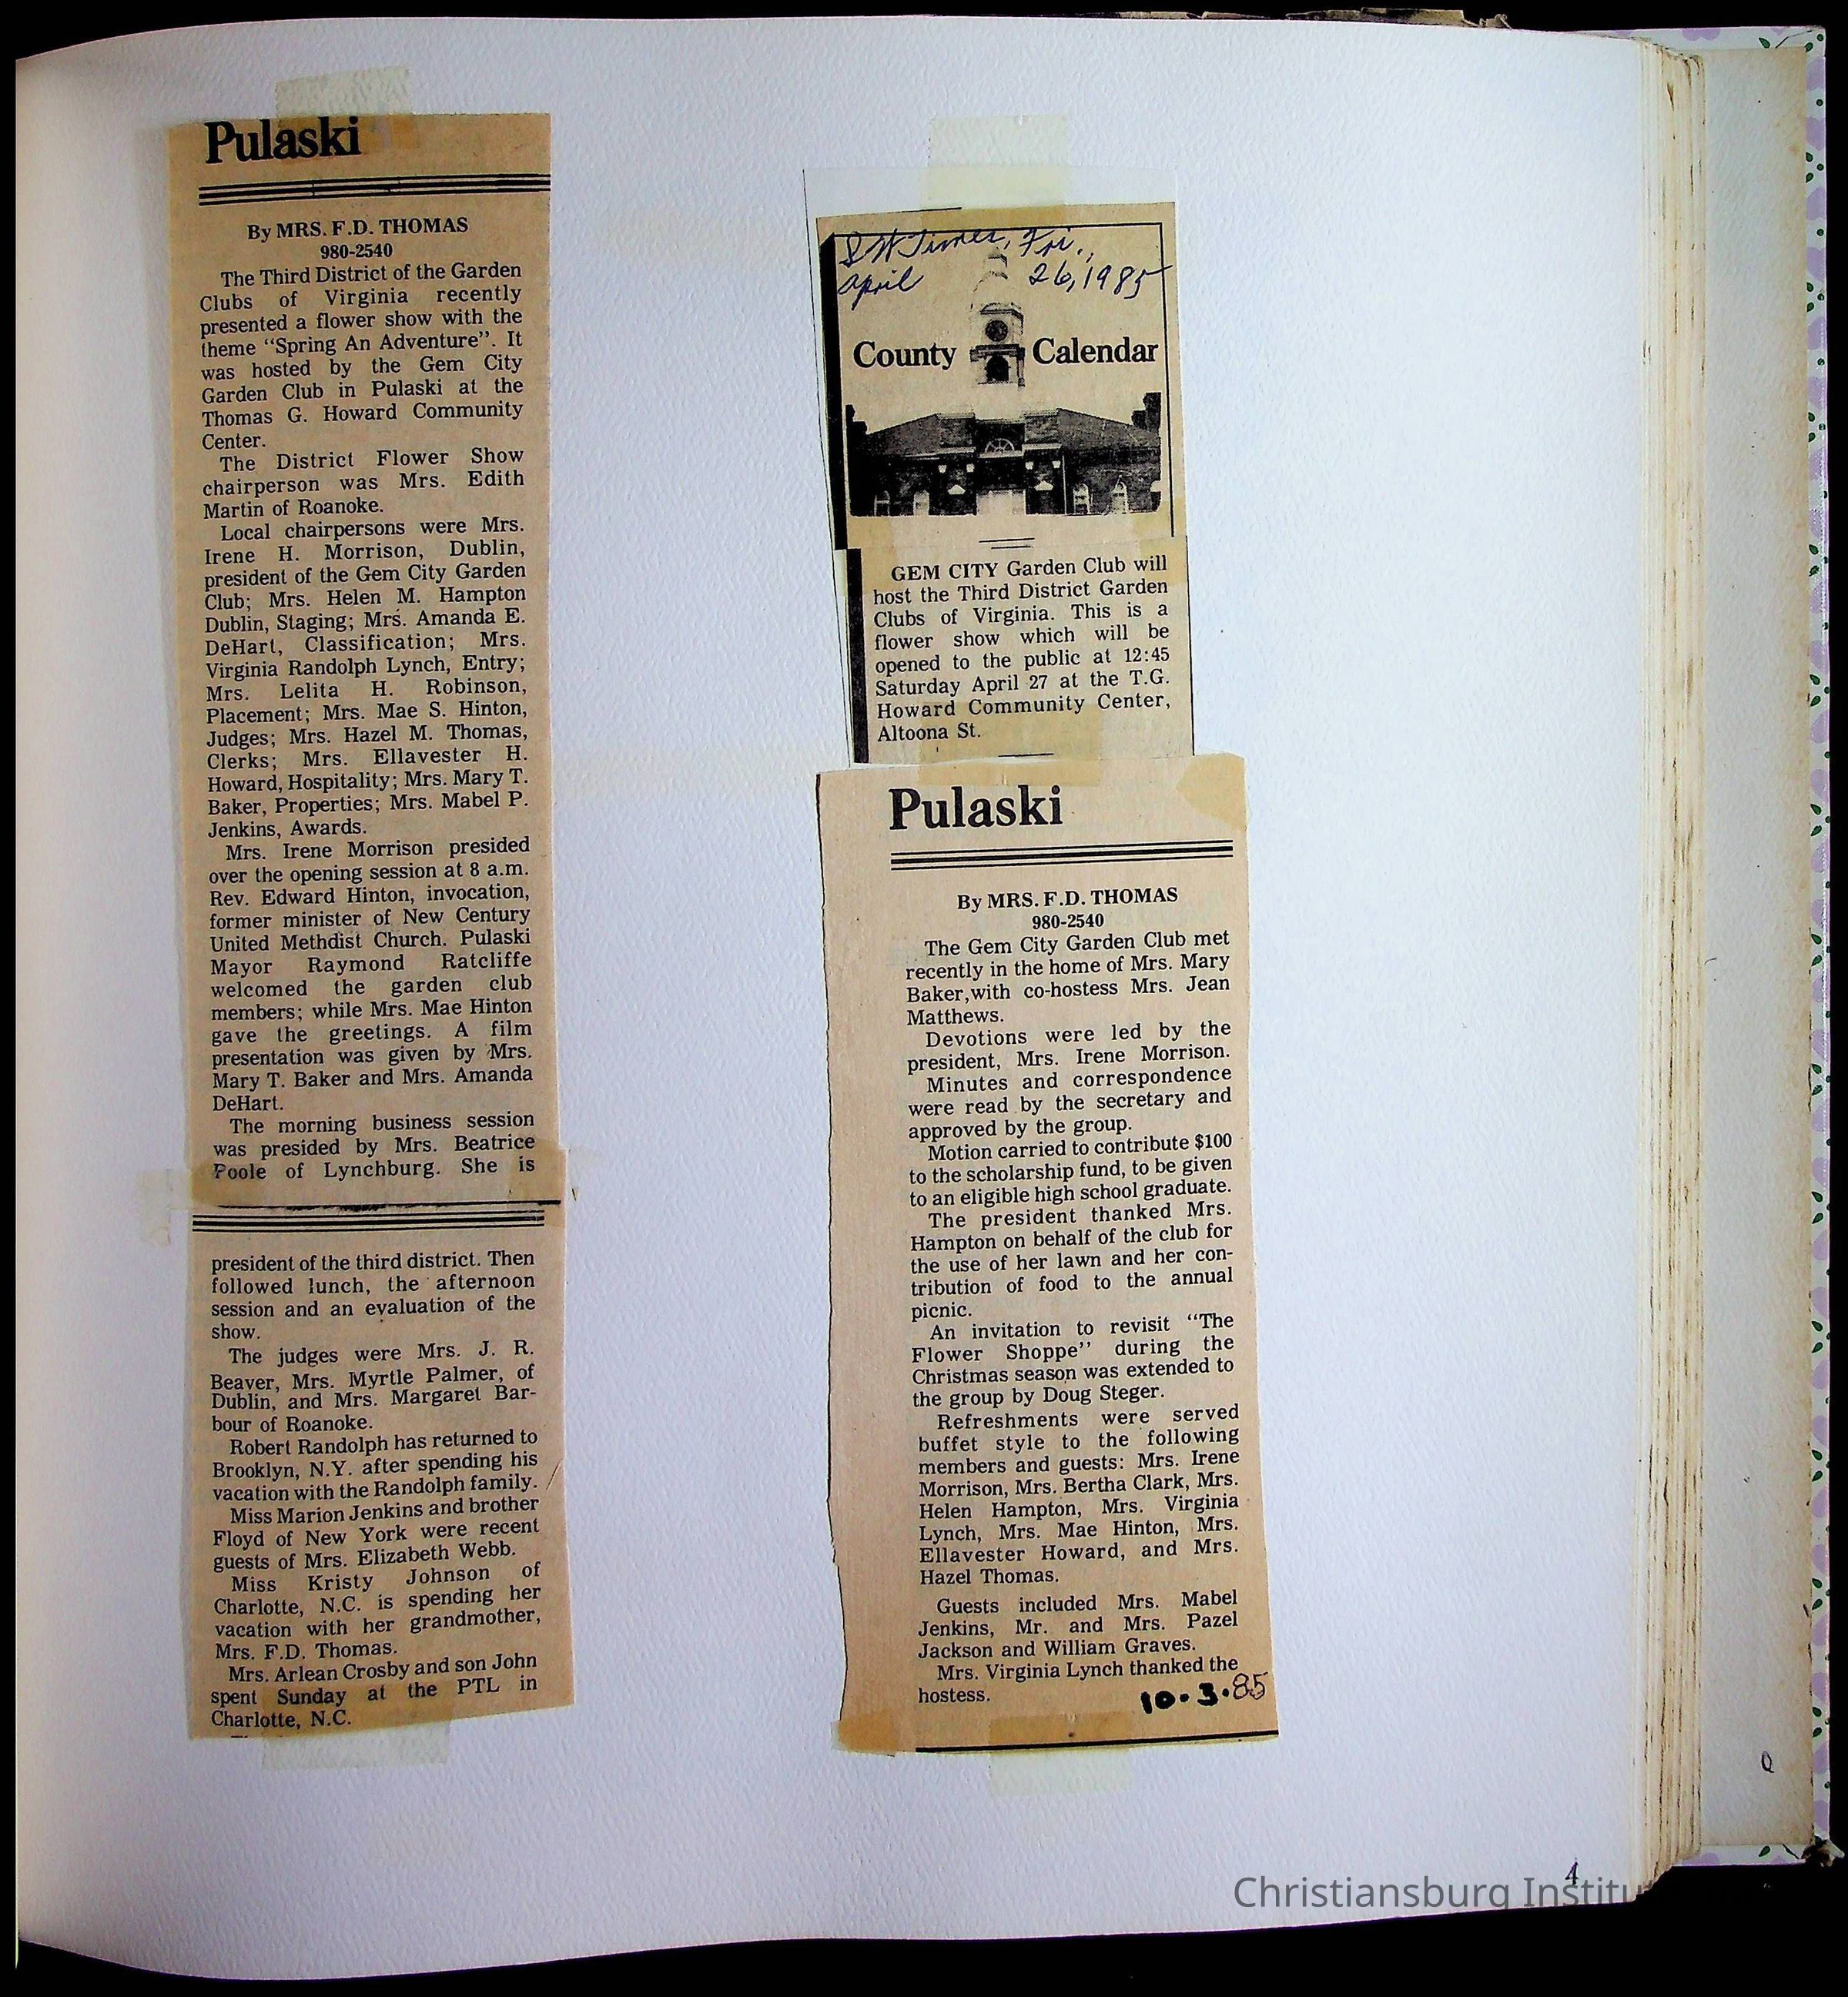 Pulaski
By MRS. F.D. THOMAS
980-2540
The Third District of the Garden
Clubs of Virginia recently
presented a flower show with the
theme "Spring An Adventure". It
was hosted by the Gem City
Garden Club in Pulaski at the
Thomas G. Howard Community
Center.
The District Flower Show
chairperson was Mrs. Edith
Martin of Roanoke.
Local chairpersons were Mrs.
Irene H. Morrison, Dublin,
president of the Gem City Garden
Club; Mrs. Helen M. Hampton
Dublin, Staging; Mrs. Amanda E.
DeHart, Classification; Mrs.
Virginia Randolph Lynch, Entry;
Mrs. Lelita H. Robinson,
Placement; Mrs. Mae S. Hinton,
Judges; Mrs. Hazel M. Thomas,
Clerks; Mrs. Ellavester H.
Howard, Hospitality; Mrs. Mary T.
Baker, Properties; Mrs. Mabel P.
Jenkins, Awards.
Mrs. Irene Morrison presided
over the opening session at 8 a.m.
Rev. Edward Hinton, invocation,
former minister of New Century
United Methdist Church. Pulaski
Mayor Raymond Ratcliffe
welcomed the garden club
members; while Mrs. Mae Hinton
gave the greetings. A film
presentation was given by Mrs.
Mary T. Baker and Mrs. Amanda
DeHart.
The morning business session
was presided by Mrs. Beatrice
Poole of Lynchburg. She is
president of the third district. Then
followed lunch, the afternoon
session and an evaluation of the
show.
The judges were Mrs. J. R.
Beaver, Mrs. Myrtle Palmer, of
Dublin, and Mrs. Margaret Bar-
bour of Roanoke.
Robert Randolph has returned to
Brooklyn, N.Y. after spending his
vacation with the Randolph family.
Miss Marion Jenkins and brother
Floyd of New York were recent
guests of Mrs. Elizabeth Webb.
Miss Kristy Johnson of
Charlotte, N.C. is spending her
vacation with her grandmother,
Mrs. F.D. Thomas.
Mrs. Arlean Crosby and son John
spent Sunday at the PTL in
Charlotte, N.C.
S W Times, Fri.,
April 26, 1985
County Calendar
GEM CITY Garden Club will
host the Third District Garden
Clubs of Virginia. This is a
flower show which will be
opened to the public at 12:45
Saturday April 27 at the T.G.
Howard Community Center,
Altoona St.
Pulaski
By MRS. F.D. THOMAS
980-2540
The Gem City Garden Club met
recently in the home of Mrs. Mary
Baker,with co-hostess Mrs. Jean
Matthews.
Devotions were led by the
president, Mrs. Irene Morrison.
Minutes and correspondence
were read by the secretary and
approved by the group.
Motion carried to contribute $100
to the scholarship fund, to be given
to an eligible high school graduate.
The president thanked Mrs.
Hampton on behalf of the club for
the use of her lawn and her con-
tribution of food to the annual
picnic.
An invitation to revisit "The
Flower Shoppe" during the
Christmas season was extended to
the group by Doug Steger.
Refreshments were served
buffet style to the following
members and guests: Mrs. Irene
Morrison, Mrs. Bertha Clark, Mrs.
Helen Hampton, Mrs. Virginia
Lynch, Mrs. Mae Hinton, Mrs.
Ellavester Howard, and Mrs.
Hazel Thomas.
Guests included Mrs. Mabel
Jenkins, Mr. and Mrs. Pazel
Jackson and William Graves.
Mrs. Virginia Lynch thanked the
hostess.
10-3-85
4
Christiansburg